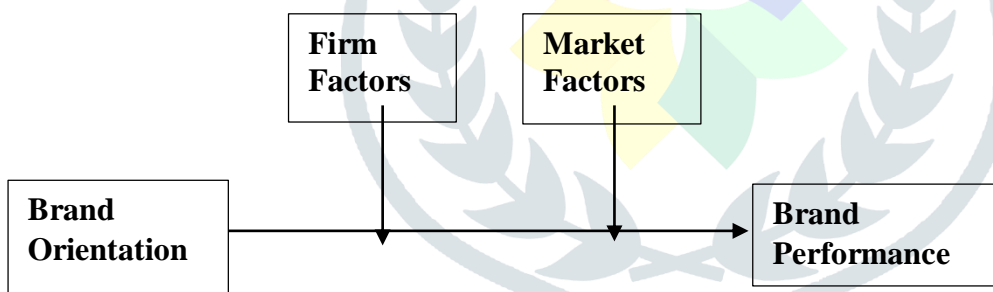 Firm
Factors
Market
Factors
Brand
Orientation
Brand
Performance